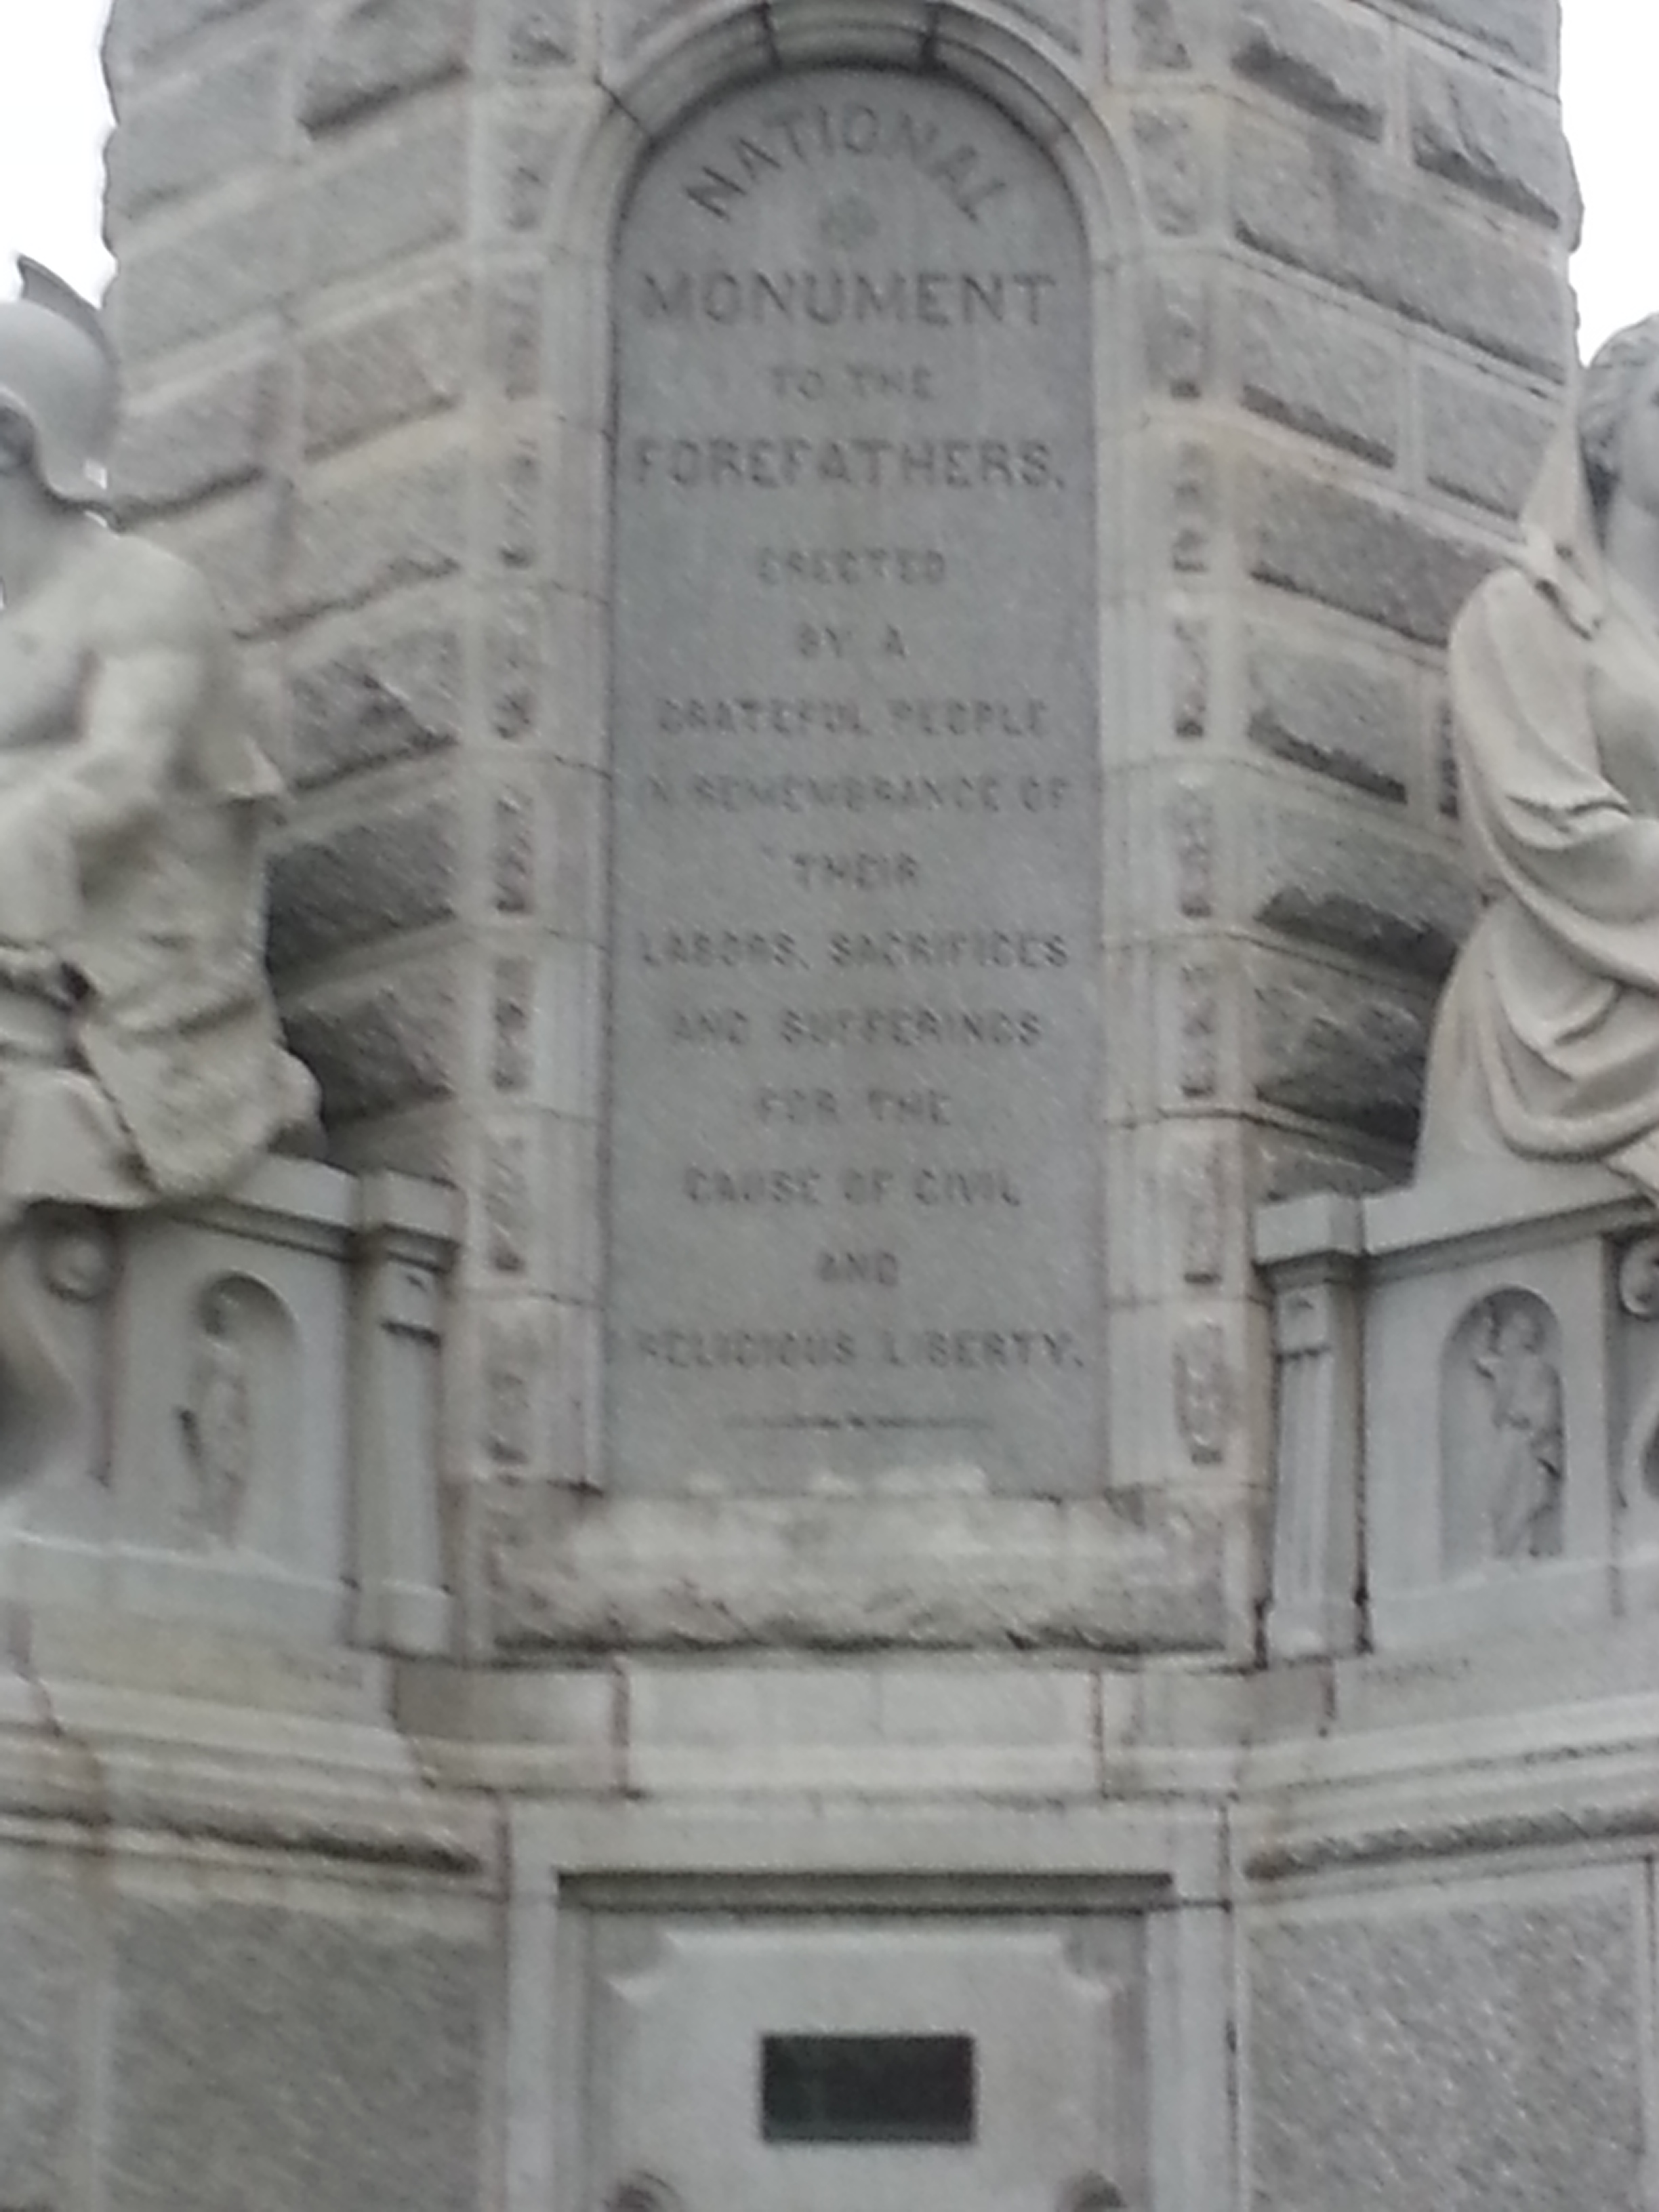 NATIONAL
MONUMENT
TO THE
FOREFATHERS.
ERECTED
BY A
GRATEFUL PEOPLE
IN REMEMBRANCE OF
THEIR
LABORS, SACRIFICES
AND SUFFERINGS
FOR THE
CAUSE OF CIVIL
AND
RELIGIOUS LIBERTY.